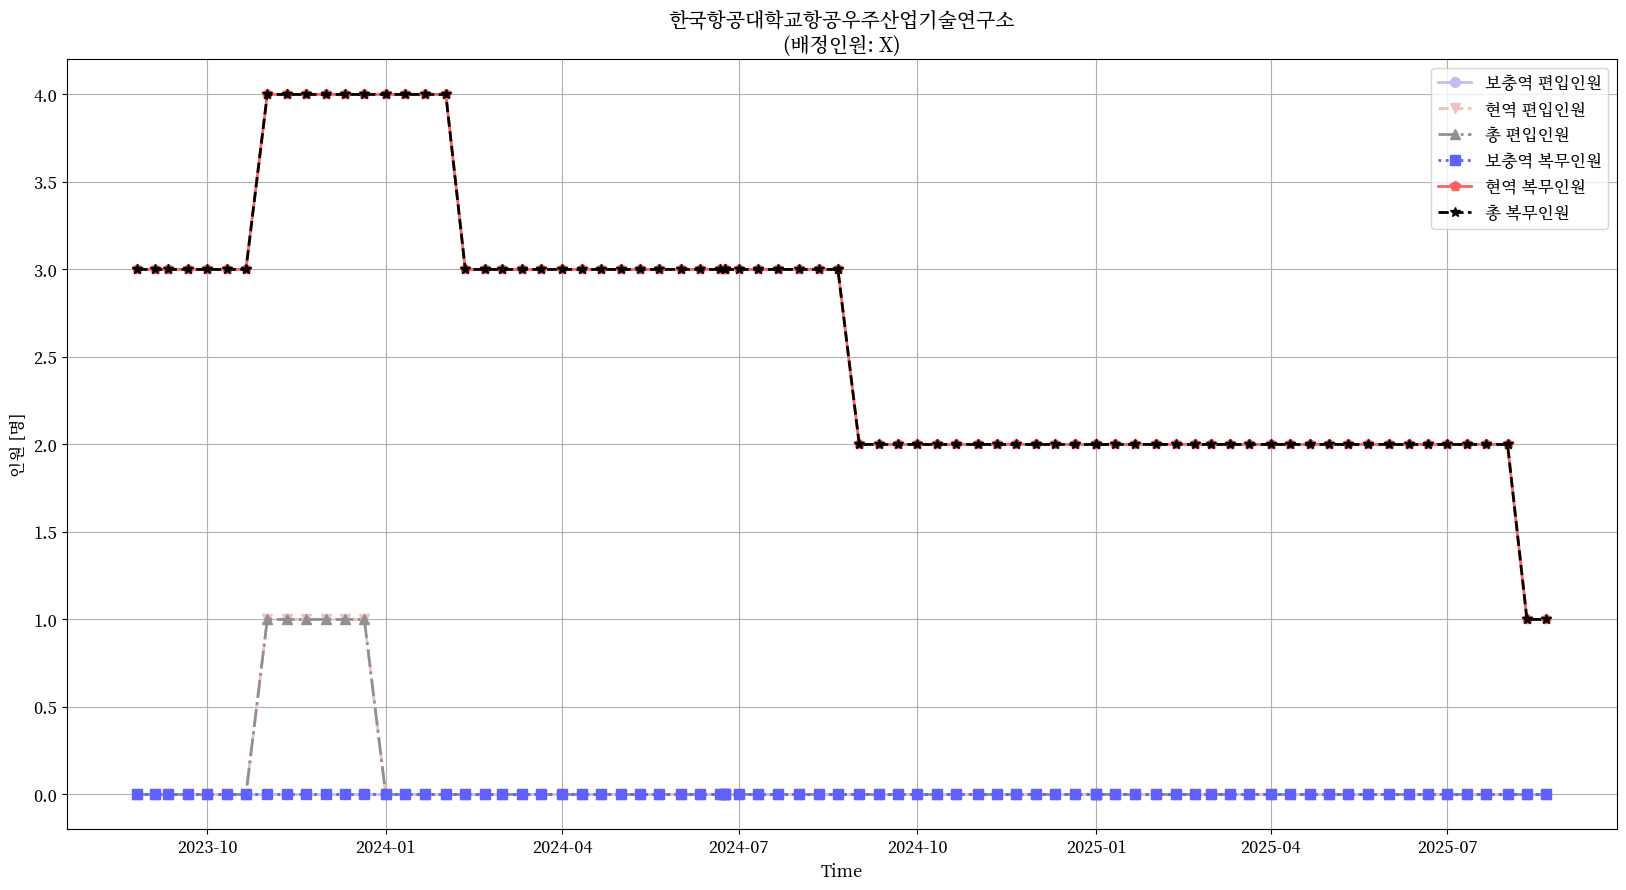 한국항공대학교항공우주산업기술연구소
(배정인원: X)
보충역 편입인원
현역 편입인원
총 편입인원
보충역 복무인원
현역 복무인원
총 복무인원
인원 [명]
4.0
3.5
3.0
2.5
2.0
1.5
1.0
0.5
0.0
2023-10
2024-01
2024-04
2024-07
2024-10
2025-01
2025-04
2025-07
Time